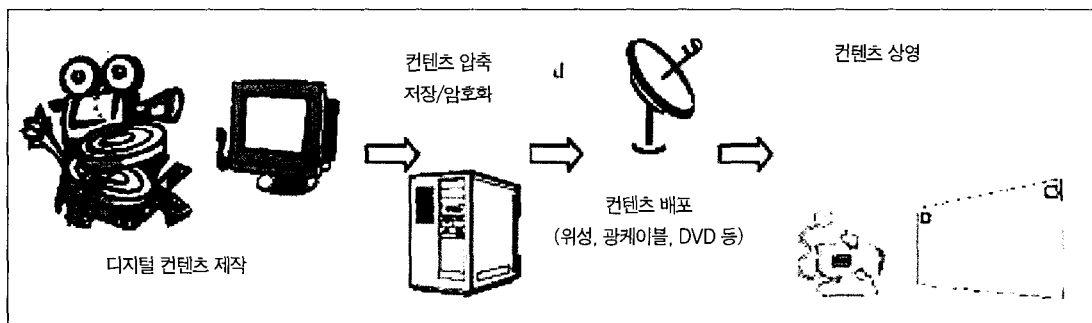 디지털 컨텐츠 제작
컨텐츠 압축
저장/암호화
컨텐츠 배포
(위성, 광케이블, DVD 등)
컨텐츠 상영